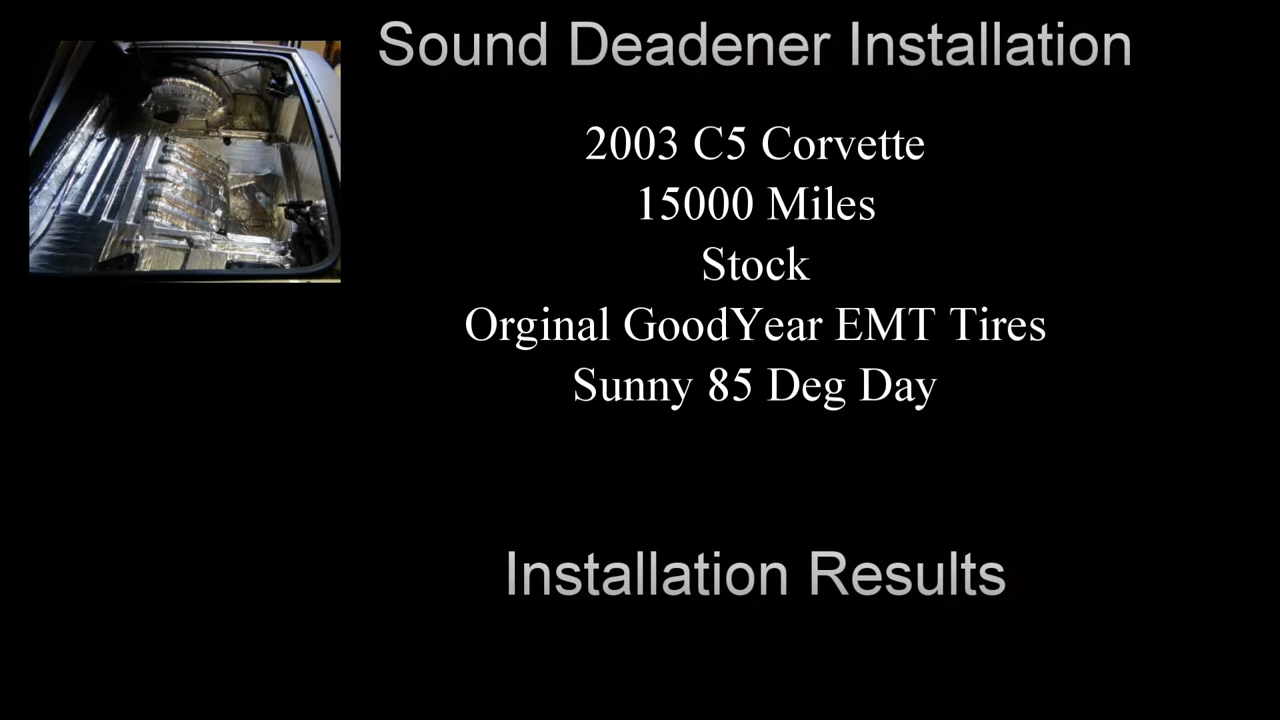 Sound Deadener Installation
2003 C5 Corvette
15000 Miles
Stock
Orginal GoodYear EMT Tires
Sunny 85 Deg Day
Installation Results